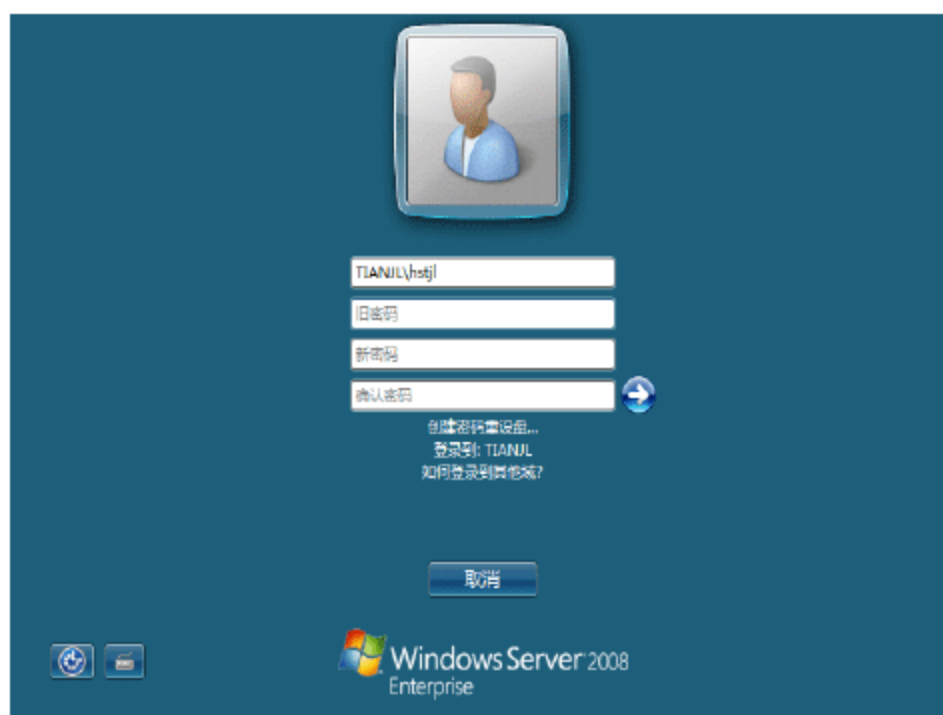 TIANJL\hstjl
旧密码
新密码
确认密码
创建密码重设盘...
登录到: TIANJL
如何登录到其他域?
取消
Windows Server 2008
Enterprise